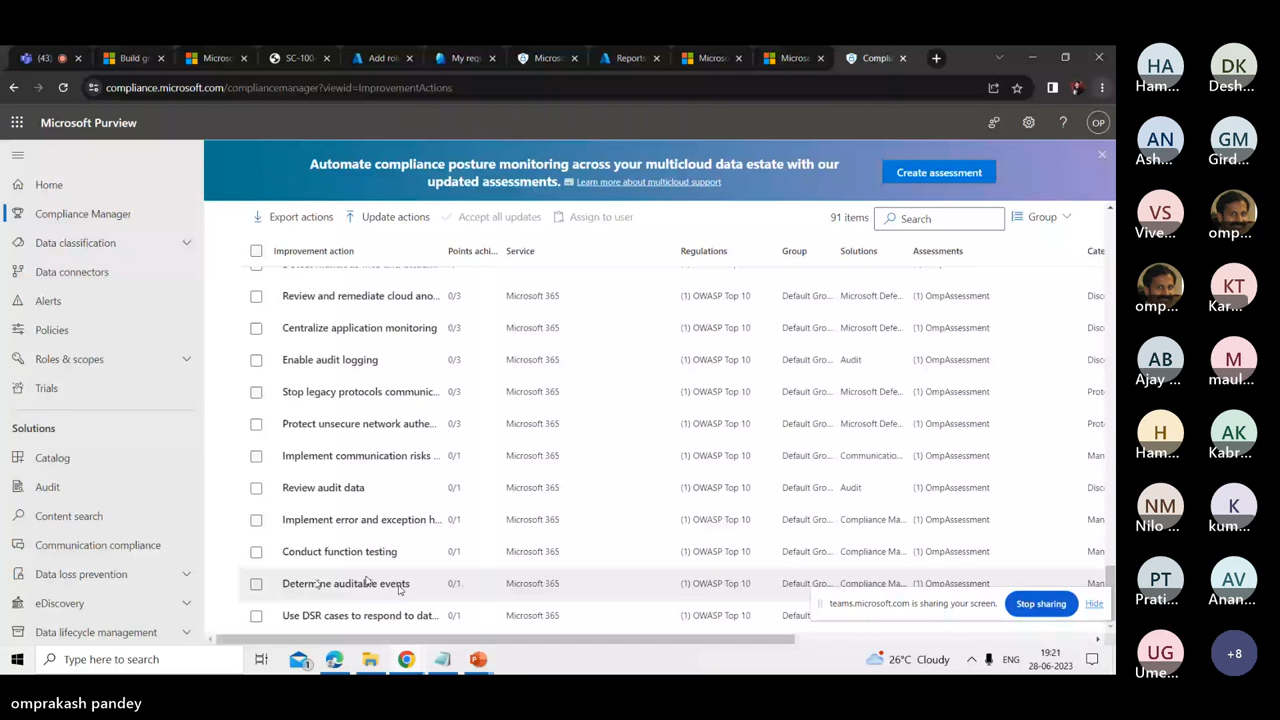 (43)
Build gr
Microso
SC-100
Add rol
My req
Microso
Reports
Microso
Microso
Complia
compliance.microsoft.com/compliancemanager?viewid=ImprovementActions
Microsoft Purview
OP
Automate compliance posture monitoring across your multicloud data estate with our
updated assessments. Learn more about multicloud support
Create assessment
Home
Compliance Manager
Data classification
Data connectors
Alerts
Policies
Roles & scopes
Trials
Solutions
Catalog
Audit
Content search
Communication compliance
Data loss prevention
eDiscovery
Data lifecycle management
Export actions Update actions Accept all updates Assign to user 91 items Search Group
Improvement action Points achi... Service Regulations Group Solutions Assessments Cate
Review and remediate cloud ano... 0/3 Microsoft 365 (1) OWASP Top 10 Default Gro... Microsoft Defe... (1) OmpAssessment Disc
Centralize application monitoring 0/3 Microsoft 365 (1) OWASP Top 10 Default Gro... Microsoft Defe... (1) OmpAssessment Disc
Enable audit logging 0/3 Microsoft 365 (1) OWASP Top 10 Default Gro... Audit (1) OmpAssessment Disc
Stop legacy protocols communic... 0/3 Microsoft 365 (1) OWASP Top 10 Default Gro... Microsoft Defe... (1) OmpAssessment Prot
Protect unsecure network authe... 0/3 Microsoft 365 (1) OWASP Top 10 Default Gro... Microsoft Defe... (1) OmpAssessment Prot
Implement communication risks ... 0/1 Microsoft 365 (1) OWASP Top 10 Default Gro... Communicatio... (1) OmpAssessment Man
Review audit data 0/1 Microsoft 365 (1) OWASP Top 10 Default Gro... Audit (1) OmpAssessment Disc
Implement error and exception h... 0/1 Microsoft 365 (1) OWASP Top 10 Default Gro... Compliance Ma... (1) OmpAssessment Man
Conduct function testing 0/1 Microsoft 365 (1) OWASP Top 10 Default Gro... Compliance Ma... (1) OmpAssessment Man
Determine auditable events 0/1 Microsoft 365 (1) OWASP Top 10 Default Gro... Compliance Ma... (1) OmpAssessment Man
Use DSR cases to respond to dat... 0/1 Microsoft 365 (1) OWASP Top 10 Default Gro
teams.microsoft.com is sharing your screen. Stop sharing Hide
Type here to search
26°C Cloudy
ENG
19:21
28-06-2023
HA DK
Ham... Desh...
AN GM
Ash... Gird...
VS
Vive... omp...
KT
omp... Kar...
AB M
Ajay ... maul...
H AK
Ham... Kabr...
NM K
Nilo ... kum...
PT AV
Prati... Anan...
UG +8
Ume...
omprakash pandey